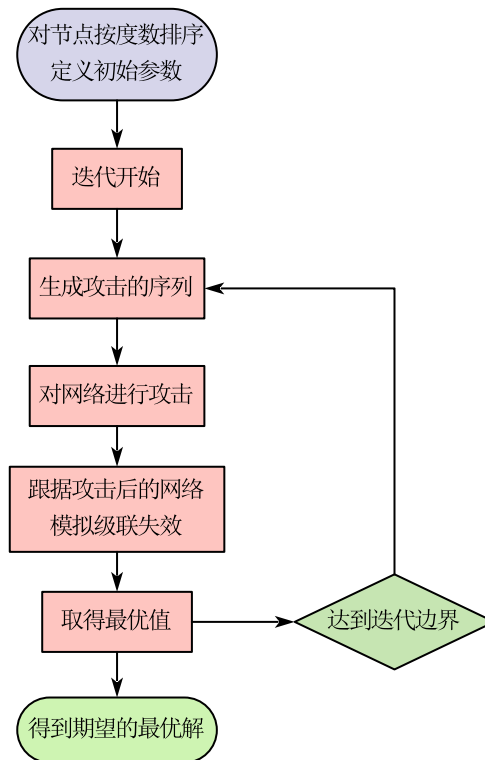 对节点按度数排序
定义初始参数
迭代开始
生成攻击的序列
对网络进行攻击
跟据攻击后的网络
模拟级联失效
取得最优值
达到迭代边界
得到期望的最优解